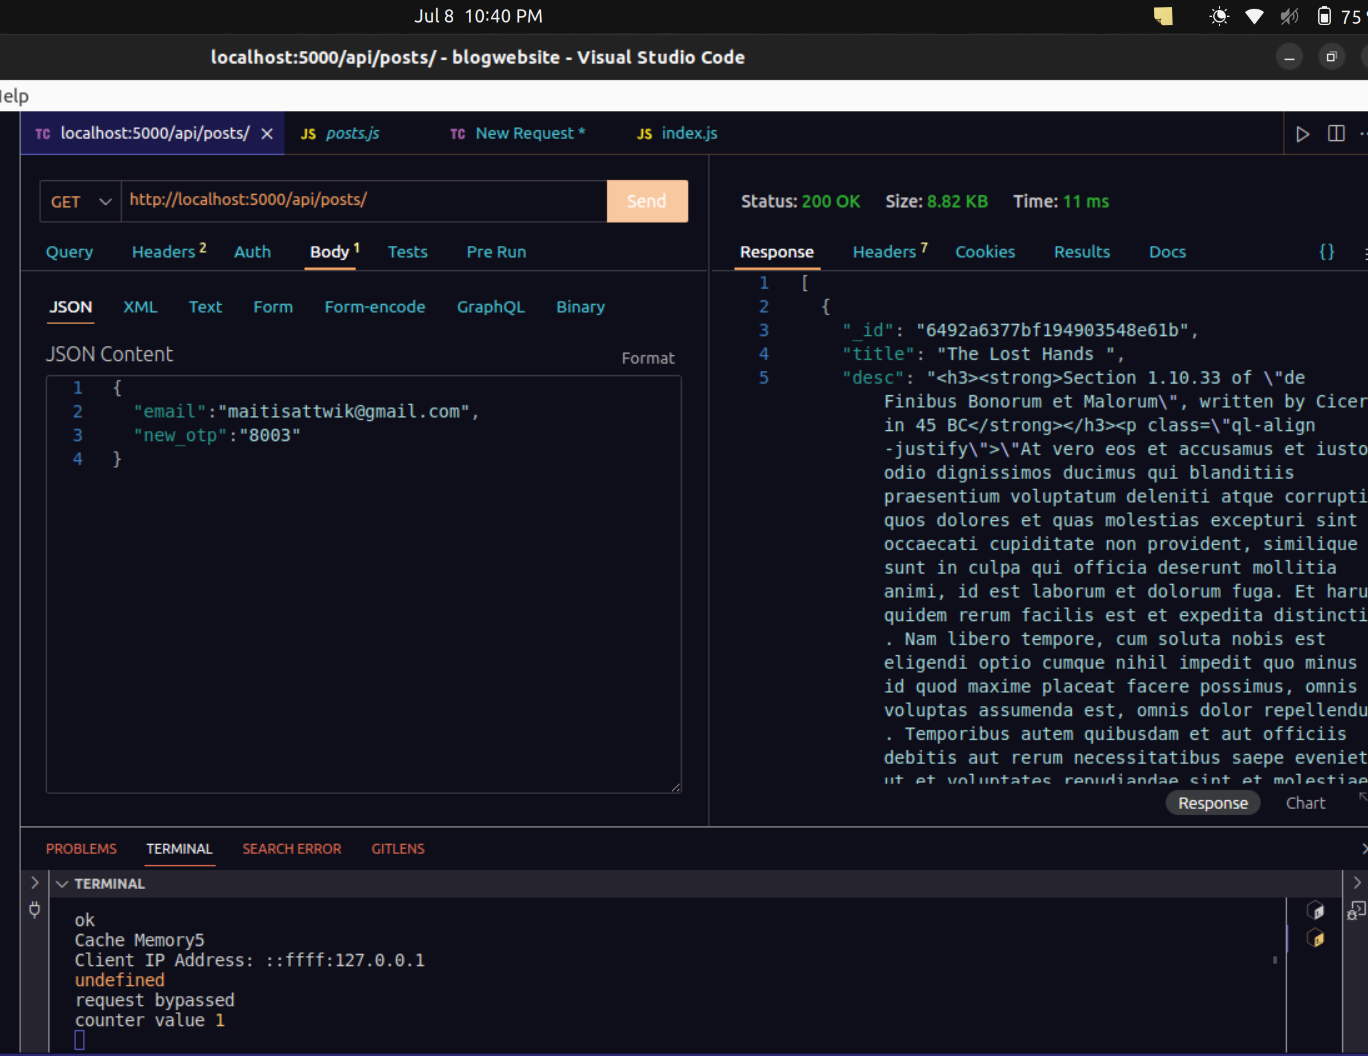 Jul 8 10:40 PM
75
localhost:5000/api/posts/ - blogwebsite - Visual Studio Code
elp
TC localhost:5000/api/posts/ JS posts.js TC New Request * JS index.js
GET http://localhost:5000/api/posts/ Send
Query Headers 2 Auth Body 1 Tests Pre Run
JSON XML Text Form Form-encode GraphQL Binary
JSON Content
Format
1 {
2 "email":"maitisattwik@gmail.com",
3 "new_otp":"8003"
4 }
Status: 200 OK Size: 8.82 KB Time: 11 ms
Response Headers 7 Cookies Results Docs {}
1 [
2 {
3 "_id": "6492a6377bf194903548e61b",
4 "title": "The Lost Hands ",
5 "desc": "<h3><strong>Section 1.10.33 of \"de
Finibus Bonorum et Malorum\", written by Cicer
in 45 BC</strong></h3><p class=\"ql-align
-justify\">\"At vero eos et accusamus et iusto
odio dignissimos ducimus qui blanditiis
praesentium voluptatum deleniti atque corrupti
quos dolores et quas molestias excepturi sint
occaecati cupiditate non provident, similique
sunt in culpa qui officia deserunt mollitia
animi, id est laborum et dolorum fuga. Et haru
quidem rerum facilis est et expedita distincti
. Nam libero tempore, cum soluta nobis est
eligendi optio cumque nihil impedit quo minus
id quod maxime placeat facere possimus, omnis
voluptas assumenda est, omnis dolor repellendu
. Temporibus autem quibusdam et aut officiis
debitis aut rerum necessitatibus saepe eveniet
ut et voluptates repudiandae sint et molestiae
Response Chart
PROBLEMS TERMINAL SEARCH ERROR GITLENS
TERMINAL
ok
Cache Memory5
Client IP Address: ::ffff:127.0.0.1
undefined
request bypassed
counter value 1